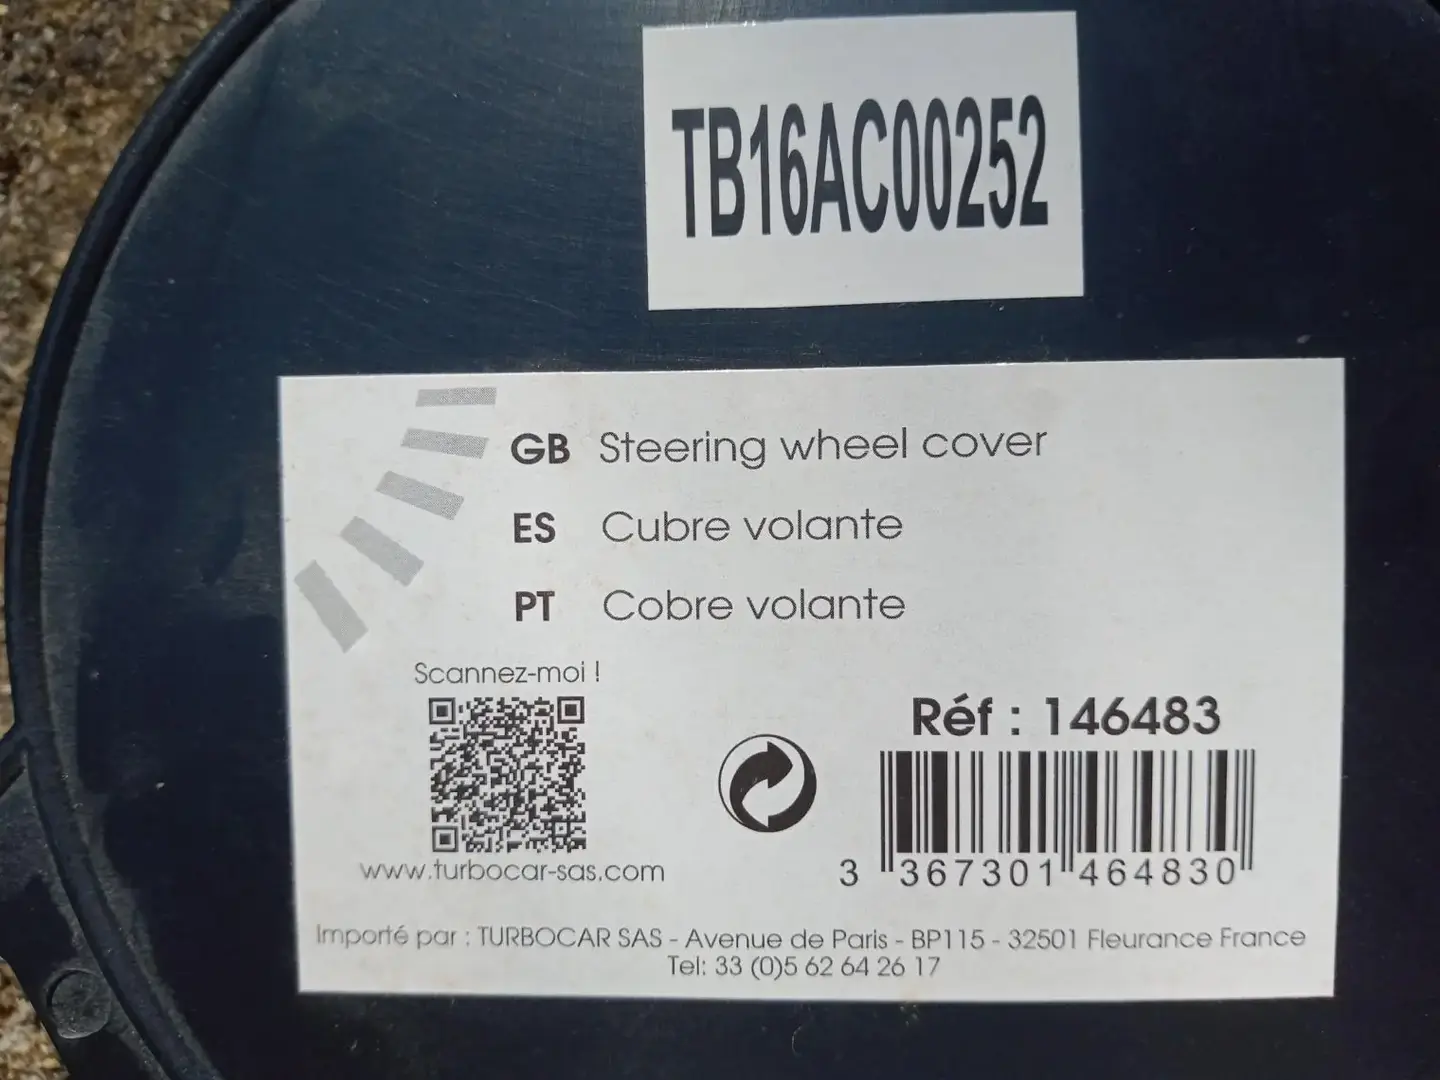 TB16AC00252
GB Steering wheel cover
ES Cubre volante
PT Cobre volante
Scannez-moi !
www.turbocar-sas.com
Réf : 146483
3 367301 464830
Importé par : TURBOCAR SAS - Avenue de Paris - BP115 - 32501 Fleurance France
Tel: 33 (0)5 62 64 26 17